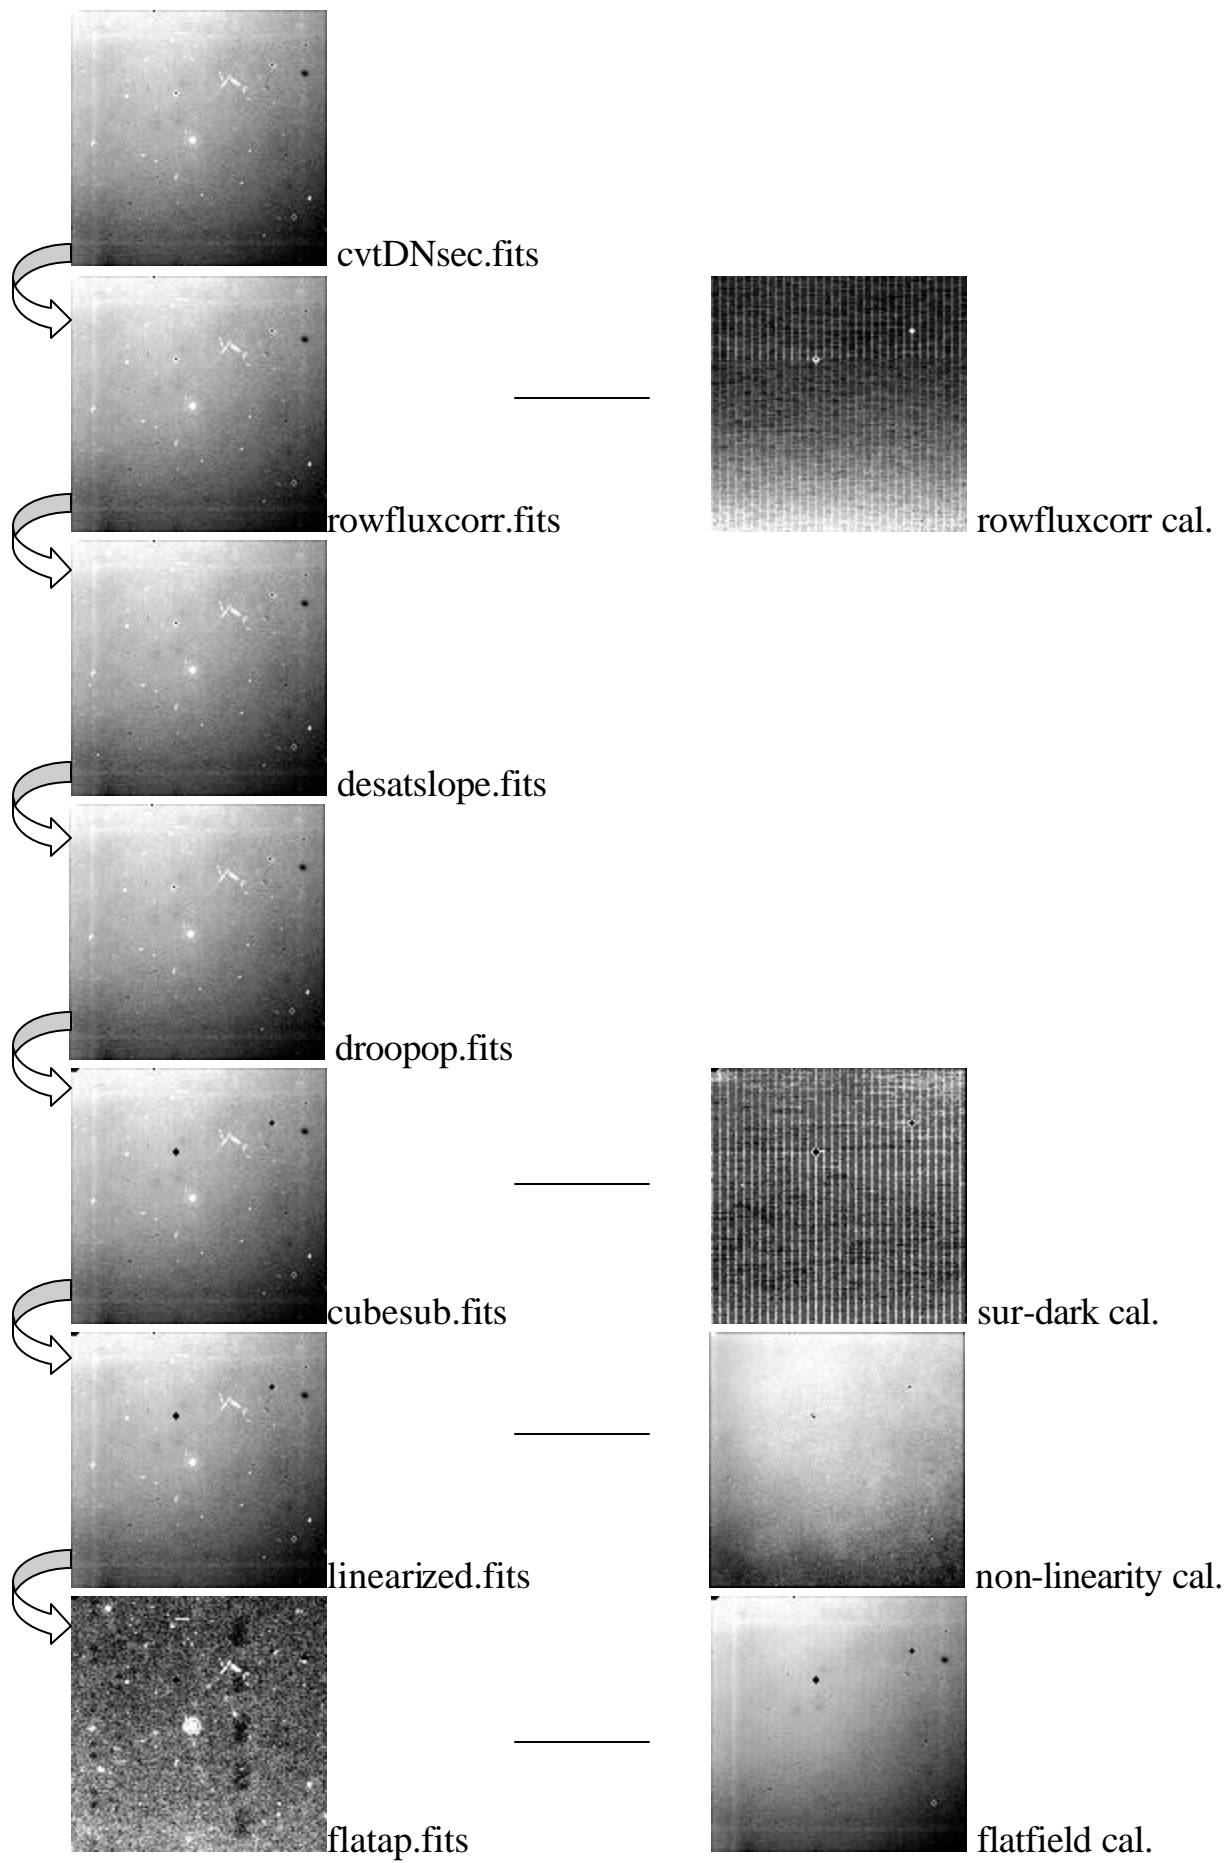 cvtDNsec.fits
rowfluxcorr.fits
rowfluxcorr cal.
desatslope.fits
droopop.fits
cubesub.fits
sur-dark cal.
linearized.fits
non-linearity cal.
flatap.fits
flatfield cal.